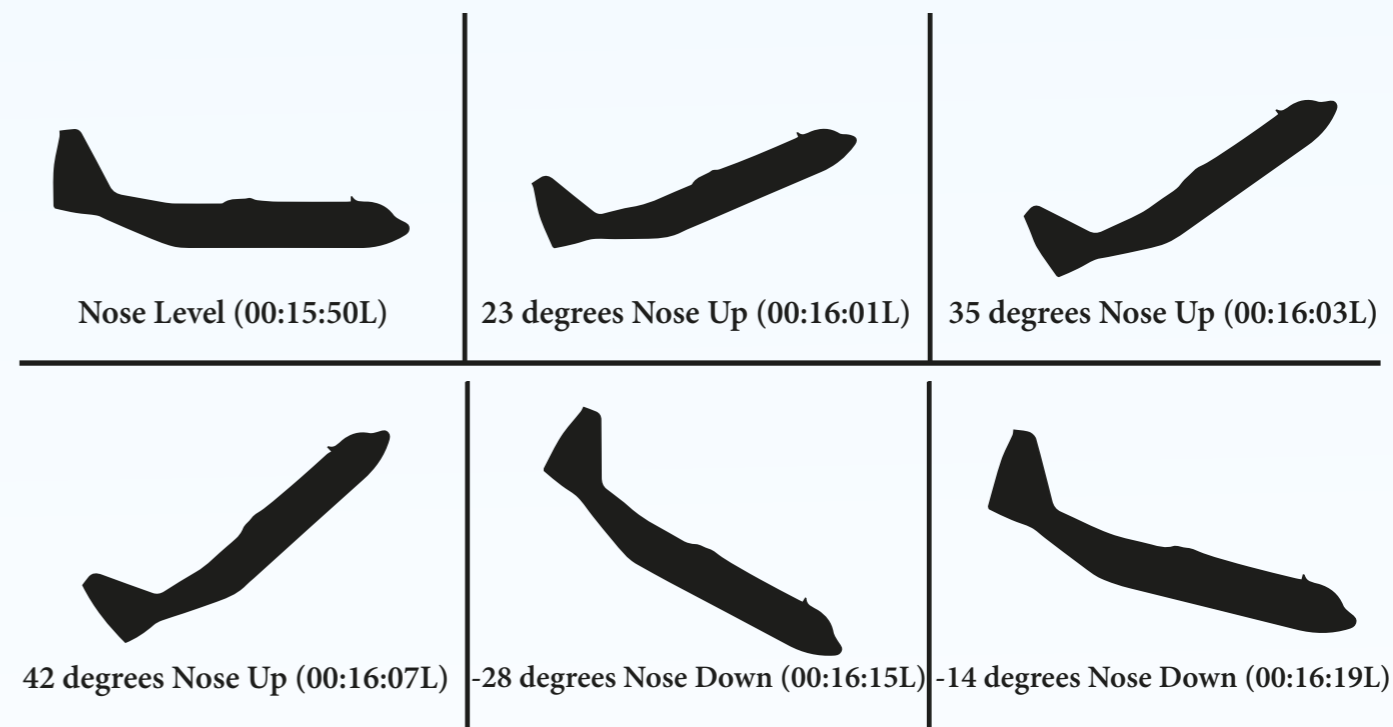 Nose Level (00:15:50L)
23 degrees Nose Up (00:16:01L)
35 degrees Nose Up (00:16:03L)
42 degrees Nose Up (00:16:07L)
-28 degrees Nose Down (00:16:15L)
-14 degrees Nose Down (00:16:19L)